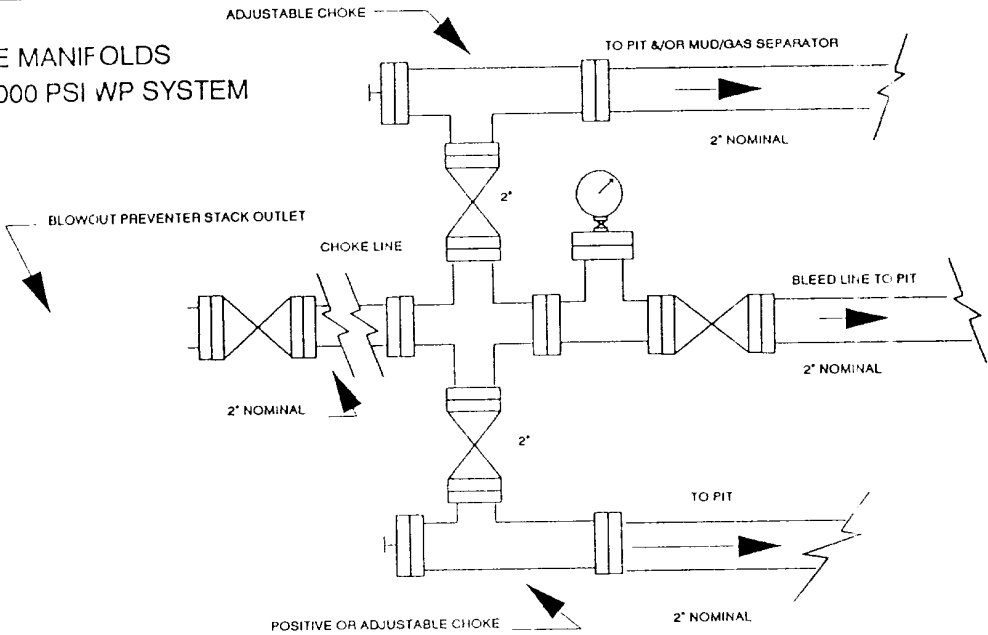 ADJUSTABLE CHOKE
E MANIFOLDS
000 PSI WP SYSTEM
TO PIT &/OR MUD/GAS SEPARATOR
2" NOMINAL
2"
BLOWOUT PREVENTER STACK OUTLET
CHOKE LINE
BLEED LINE TO PIT
2" NOMINAL
2" NOMINAL
2"
TO PIT
2" NOMINAL
POSITIVE OR ADJUSTABLE CHOKE